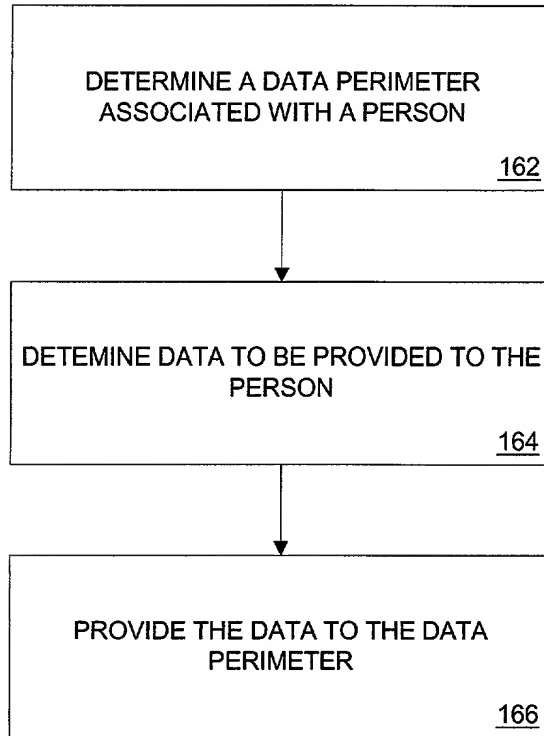 DETERMINE A DATA PERIMETER
ASSOCIATED WITH A PERSON
162
DETEMINE DATA TO BE PROVIDED TO THE
PERSON
164
PROVIDE THE DATA TO THE DATA
PERIMETER
166